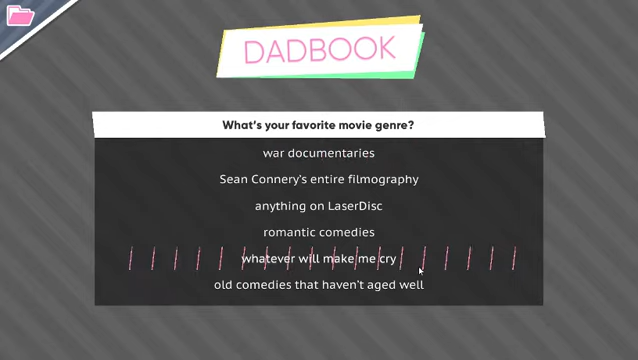 DADBOOK
What's your favorite movie genre?
war documentaries
Sean Connery's entire filmography
anything on LaserDisc
romantic comedies
whatever will make me cry
old comedies that haven't aged well